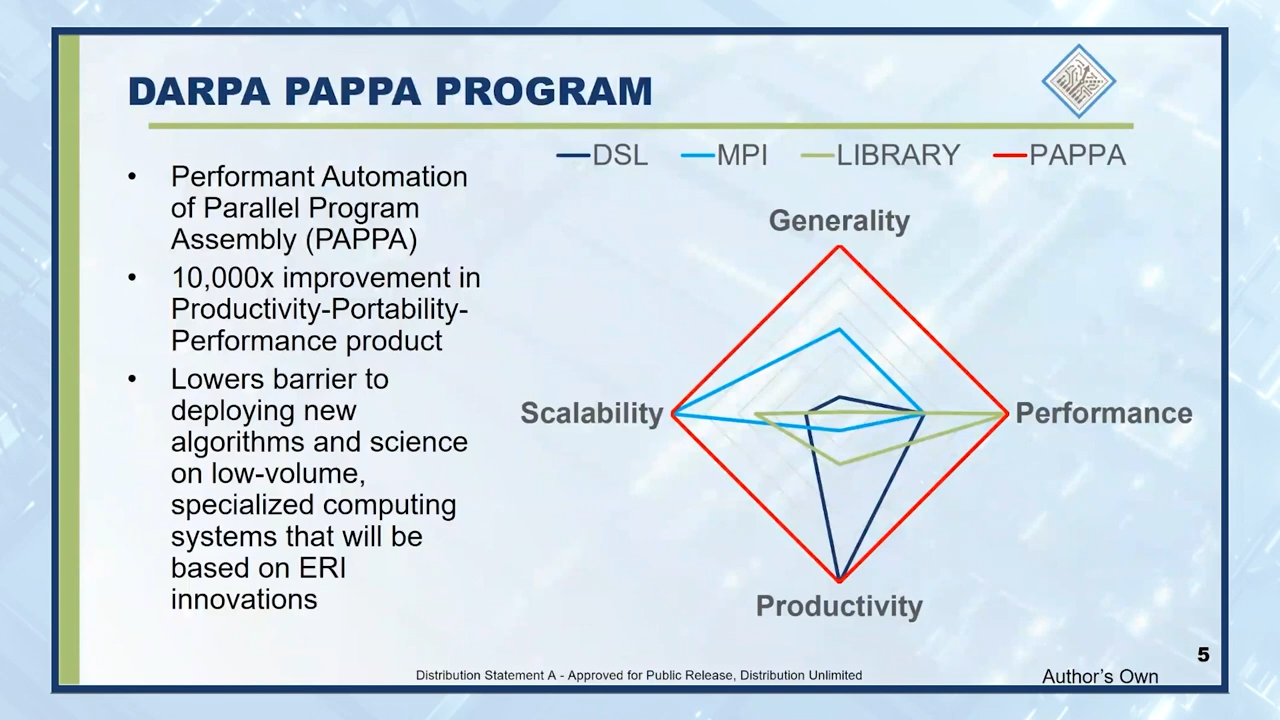 DARPA PAPPA PROGRAM
• Performant Automation
of Parallel Program
Assembly (PAPPA)
• 10,000x improvement in
Productivity-Portability-
Performance product
• Lowers barrier to
deploying new
algorithms and science
on low-volume,
specialized computing
systems that will be
based on ERI
innovations
DSL MPI LIBRARY PAPPA
Generality
Scalability
Performance
Productivity
5
Distribution Statement A - Approved for Public Release, Distribution Unlimited
Author's Own